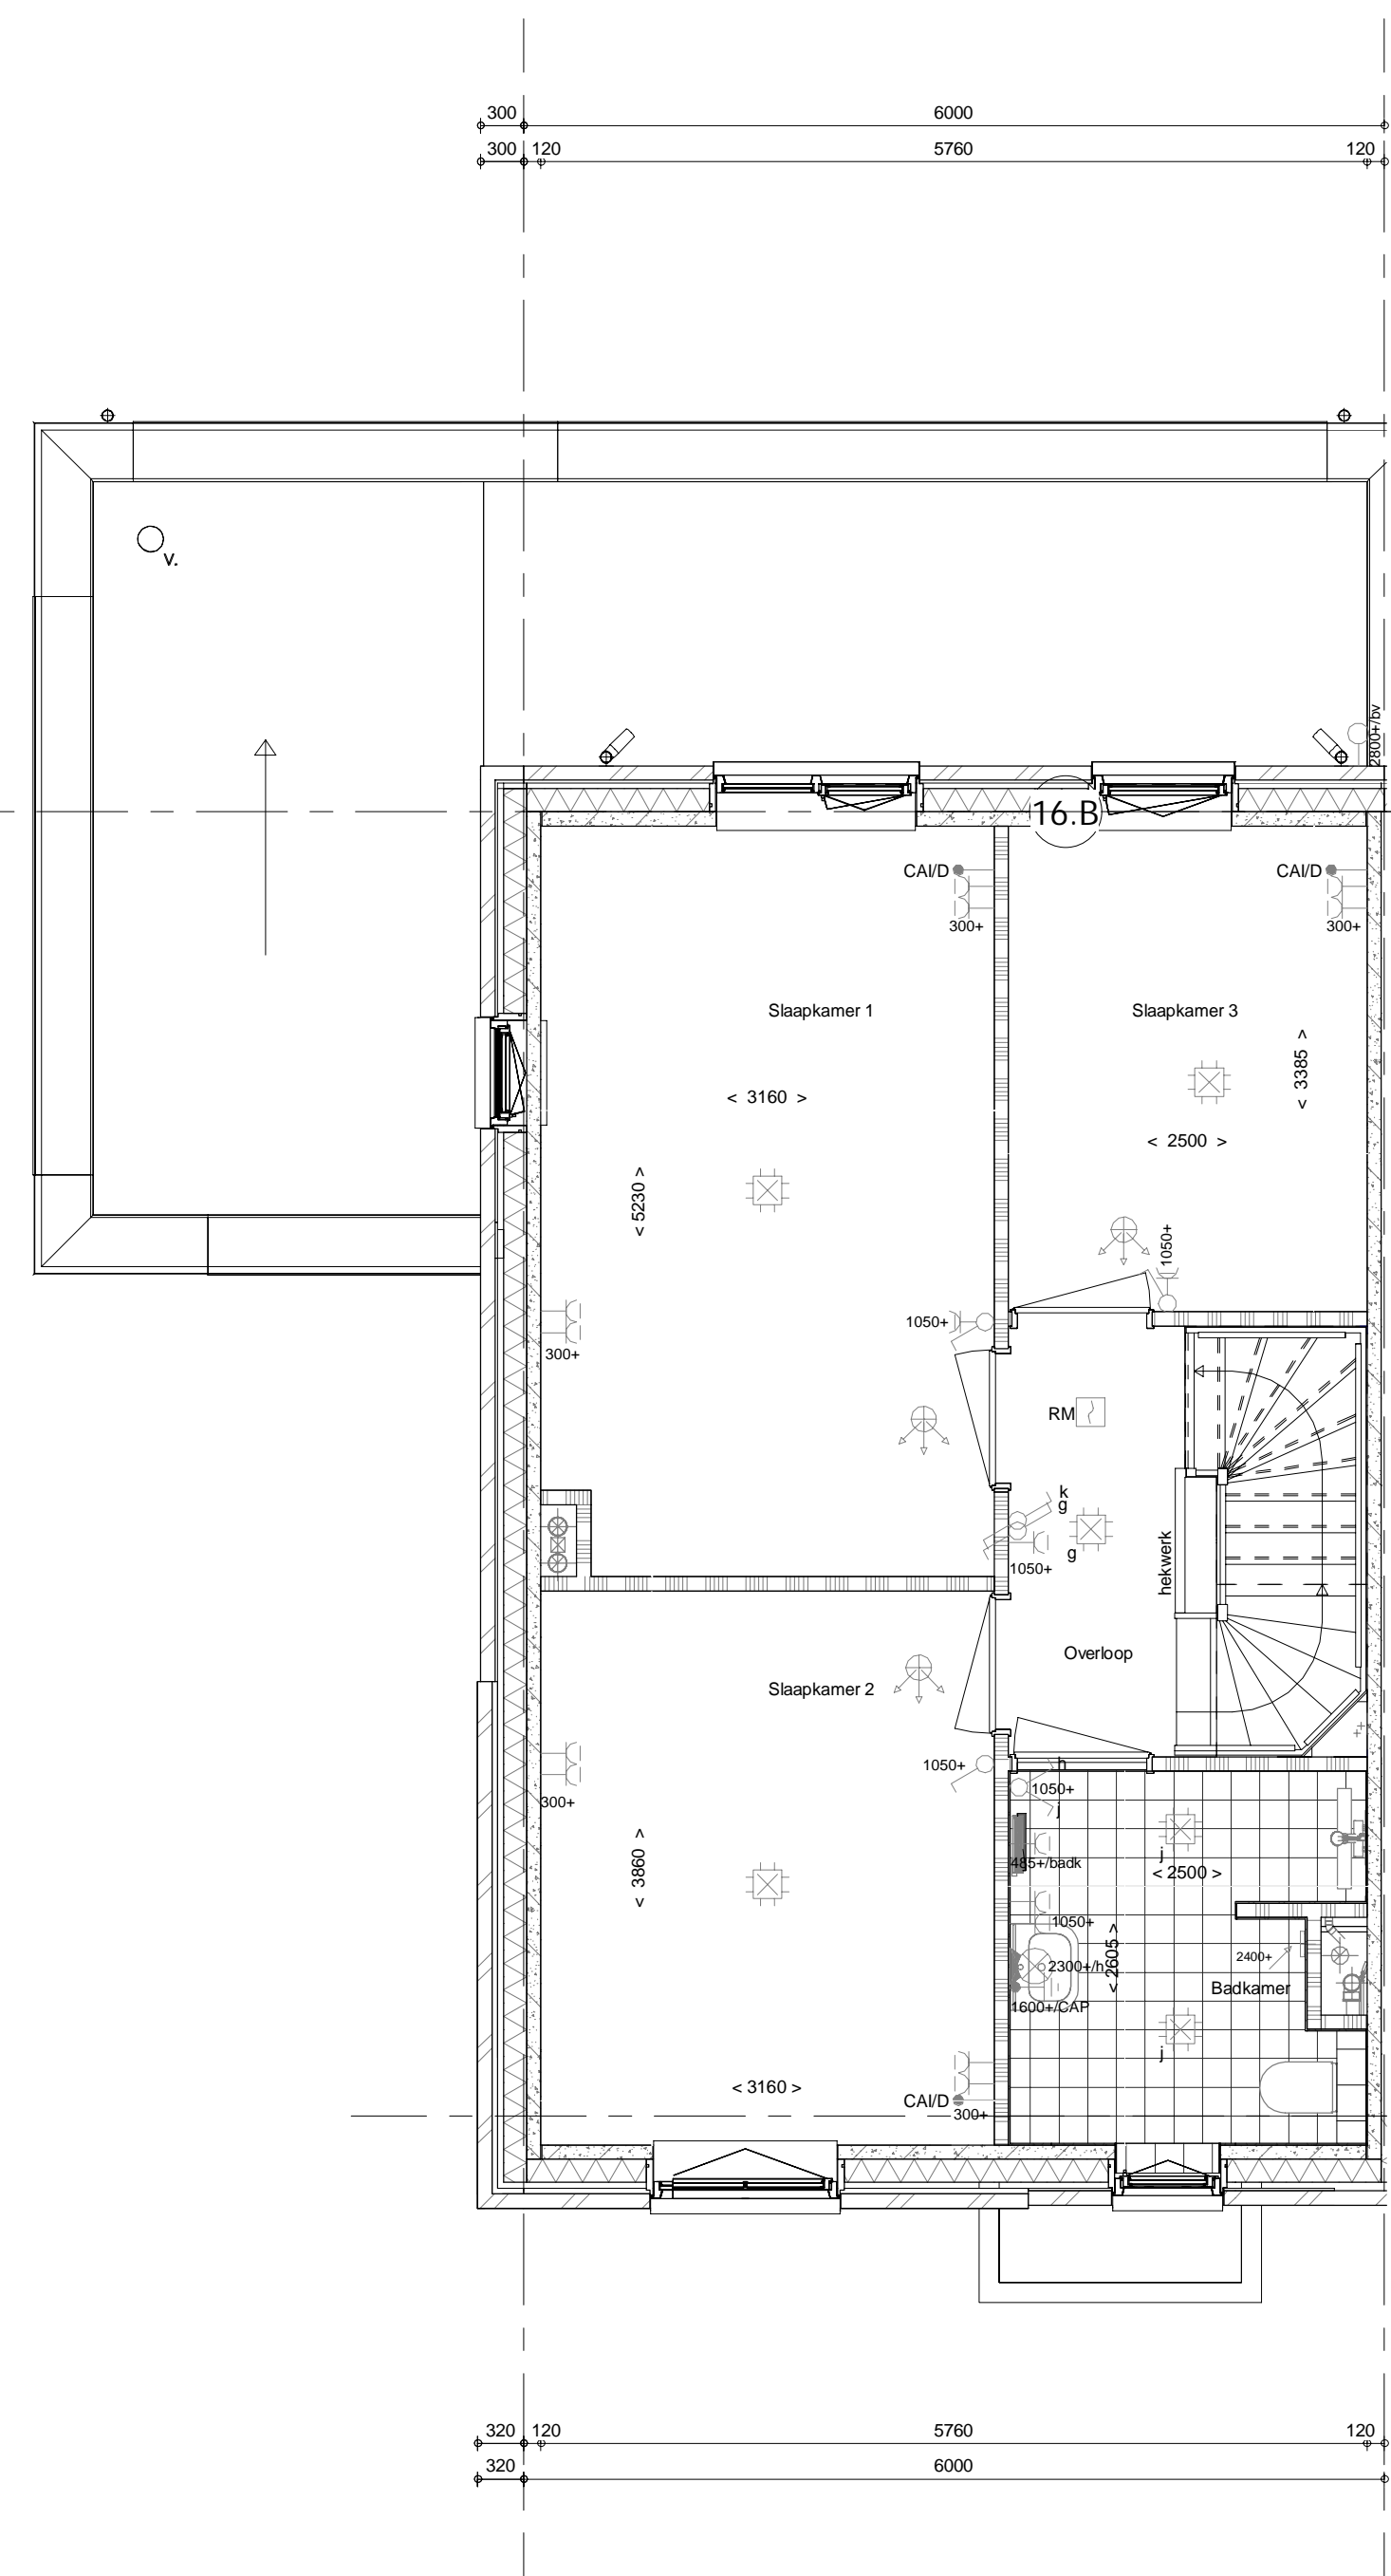 300 6000
300 120 5760 120
v.
2800+/bv
16.B
CAI/D CAI/D
300+ 300+
Slaapkamer 1 Slaapkamer 3
< 3385 >
< 3160 >
< 2500 >
< 5230 >
1050+
1050+
300+
RM
k
g
g
1050+
hekwerk
Overloop
Slaapkamer 2
1050+
h
1050+
j
300+
< 3860 >
j
485+/badk
< 2500 >
1050+
< 2605 >
2400+
2300+/h
Badkamer
1600+/CAP
j
< 3160 >
CAI/D
300+
320 120 5760 120
320 6000